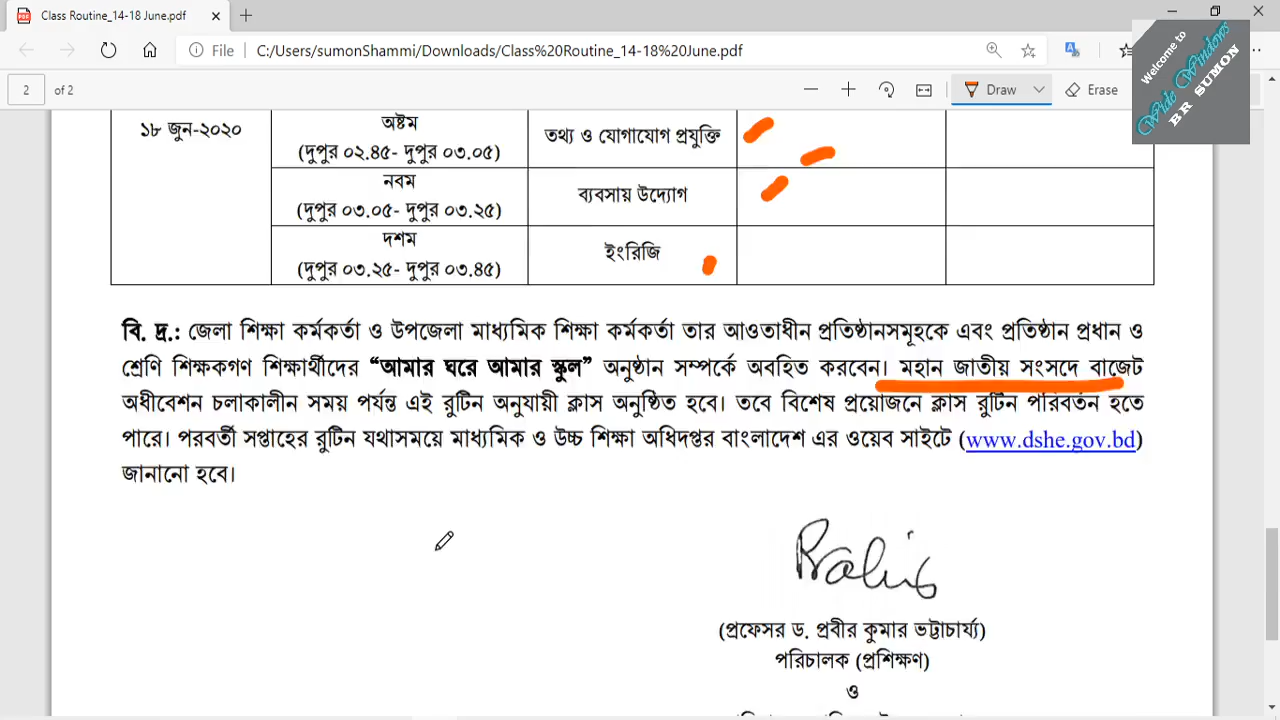 Class Routine_14-18 June.pdf
File C:/Users/sumonShammi/Downloads/Class%20Routine_14-18%20June.pdf
2 of 2 Draw Erase
Welcome to
Wide Windows
BR SUMON
১৮ জুন-২০২০
অষ্টম
(দুপুর ০২.৪৫- দুপুর ০৩.০৫)
তথ্য ও যোগাযোগ প্রযুক্তি
নবম
(দুপুর ০৩.০৫- দুপুর ০৩.২৫)
ব্যবসায় উদ্যোগ
দশম
(দুপুর ০৩.২৫- দুপুর ০৩.৪৫)
ইংরিজি
বি. দ্র.: জেলা শিক্ষা কর্মকর্তা ও উপজেলা মাধ্যমিক শিক্ষা কর্মকর্তা তার আওতাধীন প্রতিষ্ঠানসমূহকে এবং প্রতিষ্ঠান প্রধান ও
শ্রেণি শিক্ষকগণ শিক্ষার্থীদের “আমার ঘরে আমার স্কুল” অনুষ্ঠান সম্পর্কে অবহিত করবেন। মহান জাতীয় সংসদে বাজেট
অধীবেশন চলাকালীন সময় পর্যন্ত এই রুটিন অনুযায়ী ক্লাস অনুষ্ঠিত হবে। তবে বিশেষ প্রয়োজনে ক্লাস রুটিন পরিবর্তন হতে
পারে। পরবর্তী সপ্তাহের রুটিন যথাসময়ে মাধ্যমিক ও উচ্চ শিক্ষা অধিদপ্তর বাংলাদেশ এর ওয়েব সাইটে (www.dshe.gov.bd)
জানানো হবে।
(প্রফেসর ড. প্রবীর কুমার ভট্টাচার্য্য)
পরিচালক (প্রশিক্ষণ)
ও